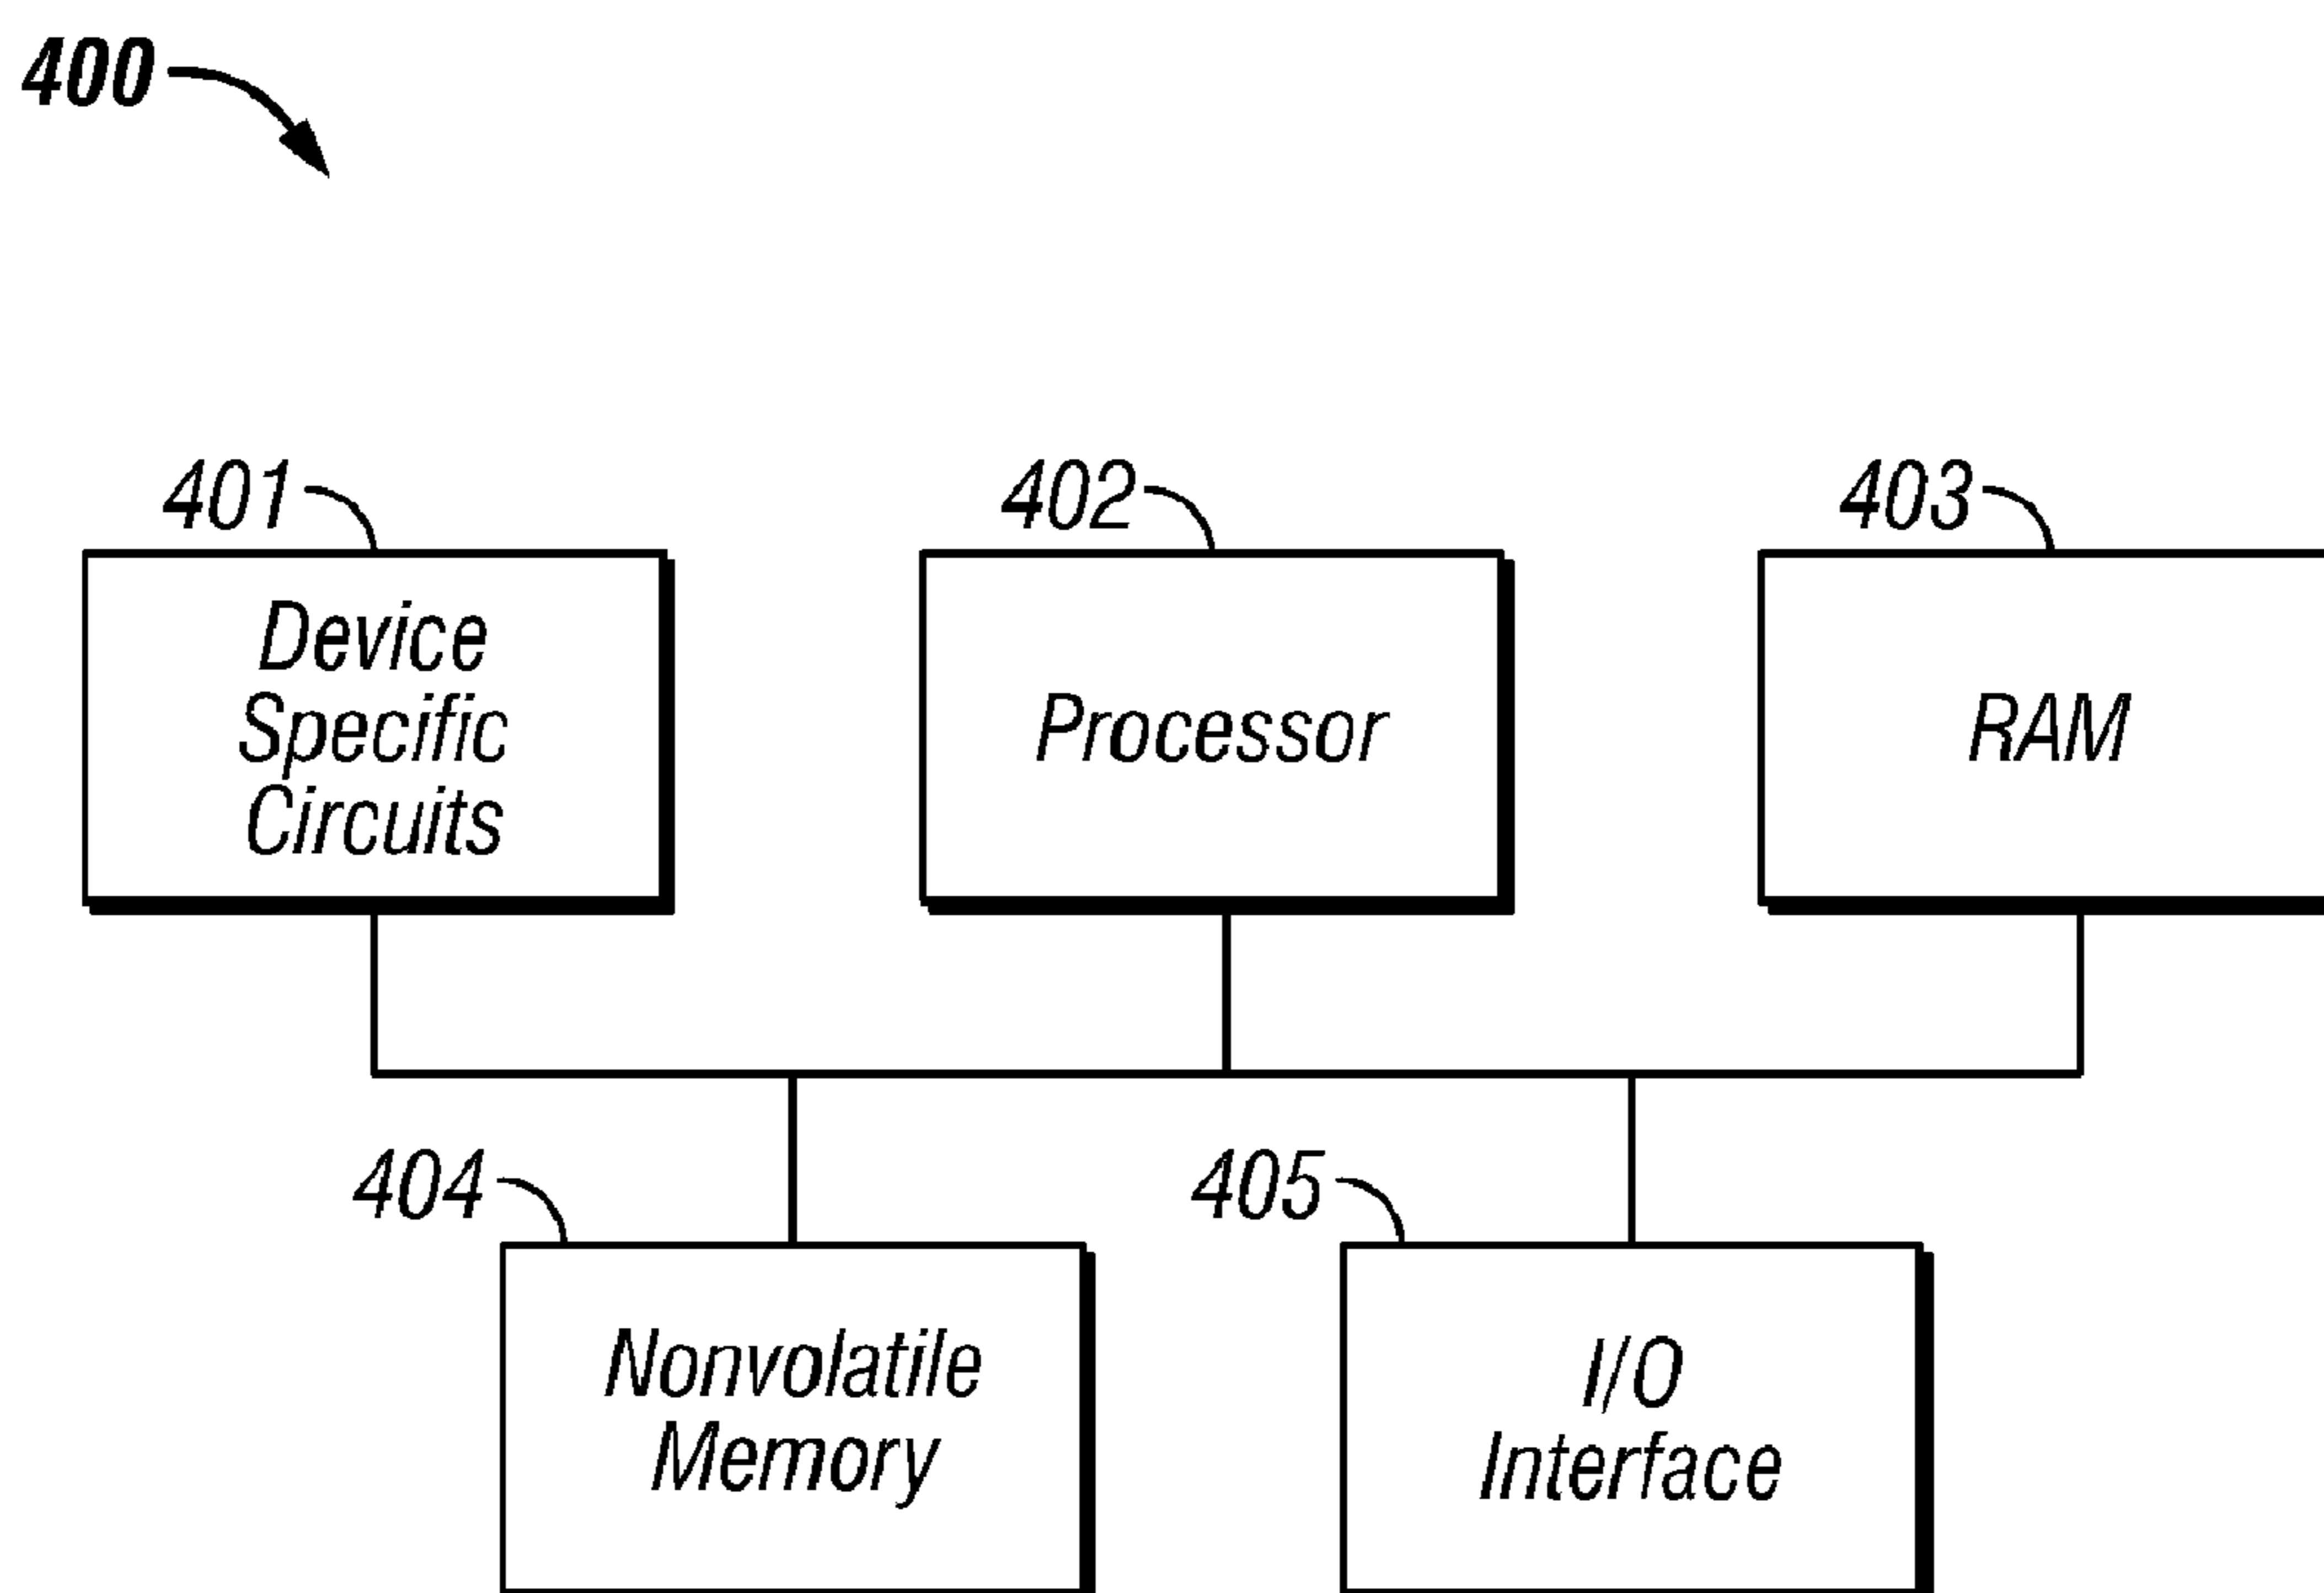 400
401
402
403
Device
Specific
Circuits
Processor
RAM
404
405
Nonvolatile
Memory
I/O
Interface